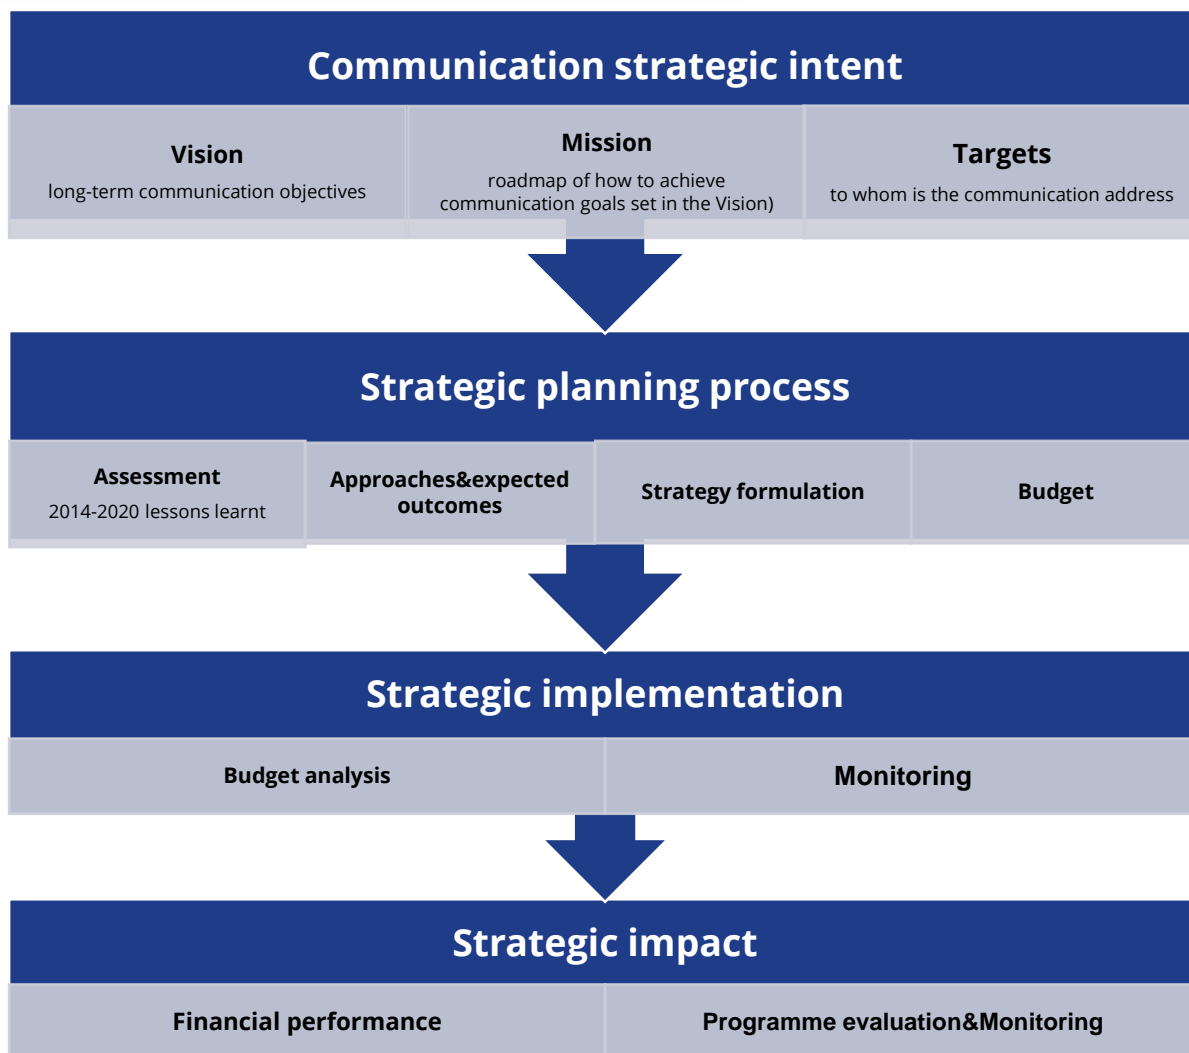 Communication strategic intent
Vision
long-term communication objectives
Mission
roadmap of how to achieve
communication goals set in the Vision)
Targets
to whom is the communication address
Strategic planning process
Assessment
2014-2020 lessons learnt
Approaches&expected
outcomes
Strategy formulation
Budget
Strategic implementation
Budget analysis
Monitoring
Strategic impact
Financial performance
Programme evaluation&Monitoring